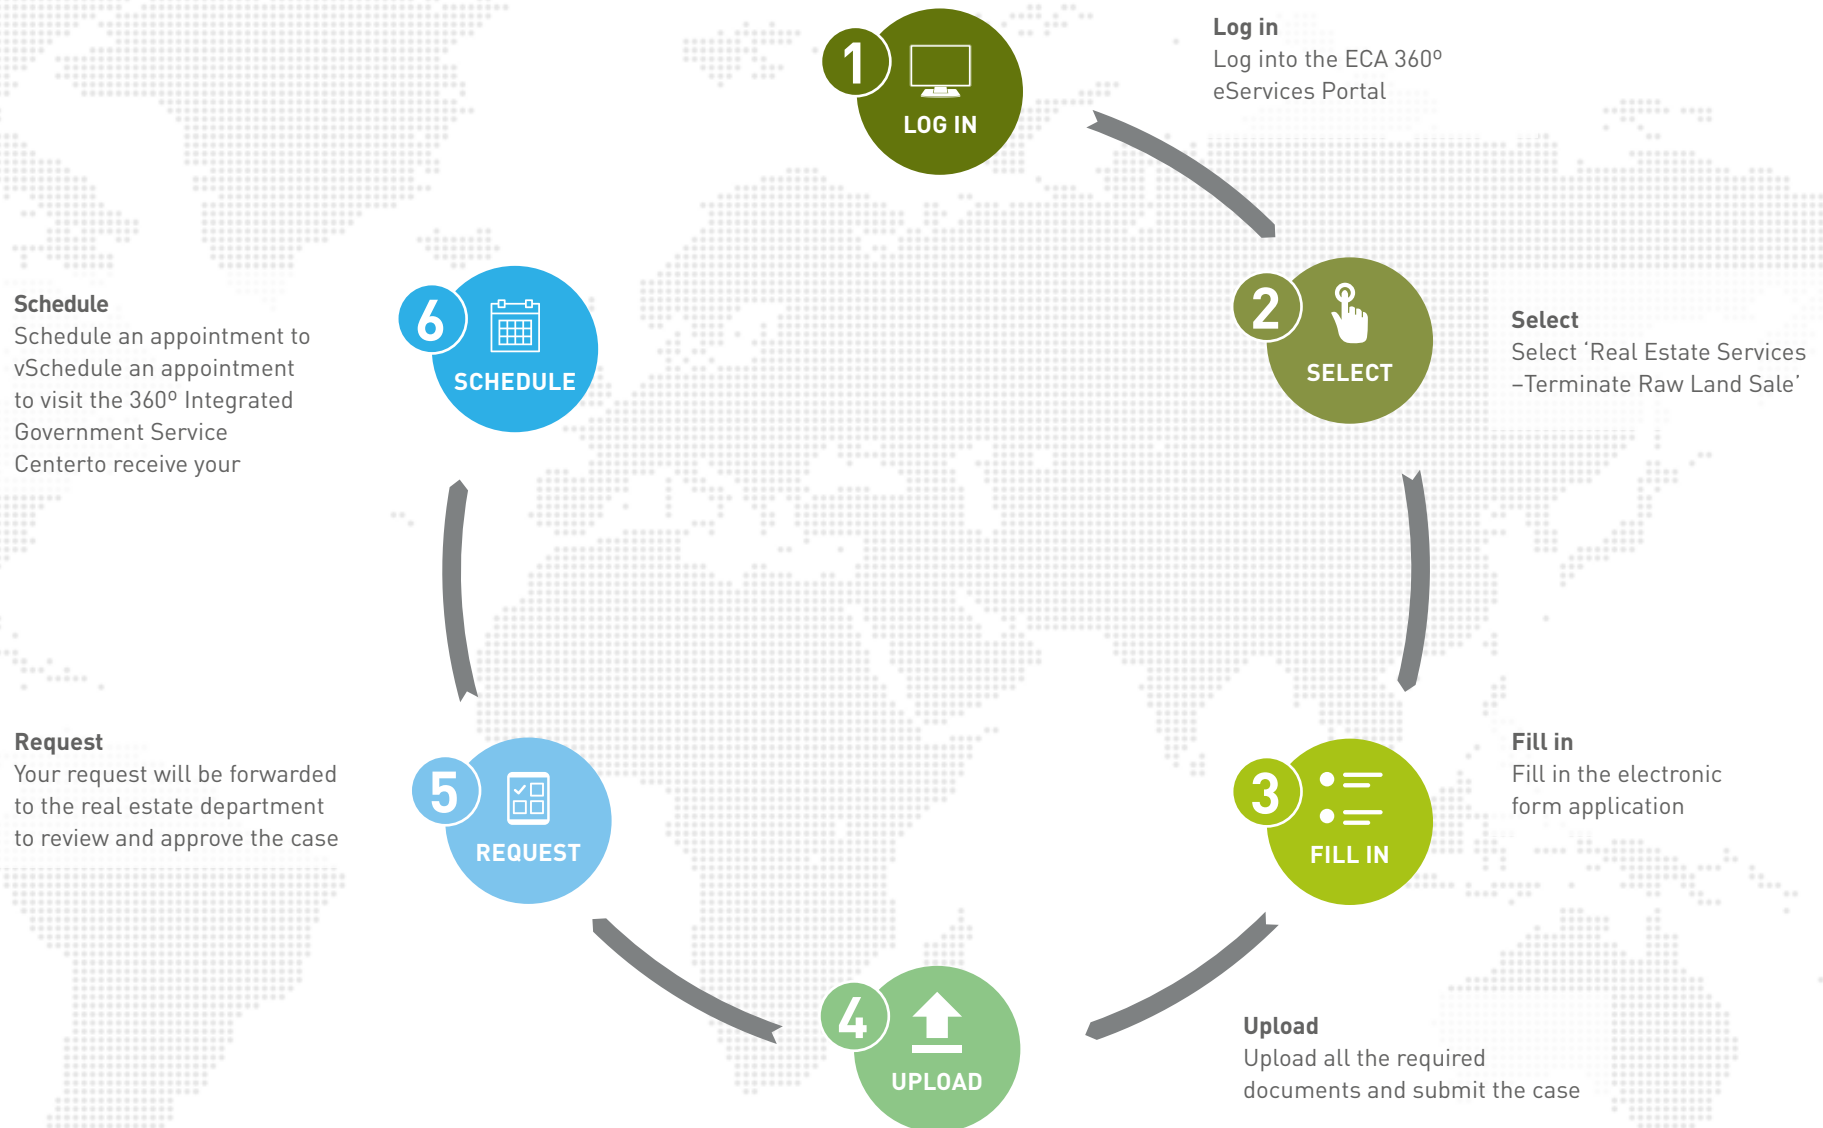 1
LOG IN
Log in
Log into the ECA 360º
eServices Portal
2
SELECT
Select
Select ‘Real Estate Services
–Terminate Raw Land Sale’
3
FILL IN
Fill in
Fill in the electronic
form application
4
UPLOAD
Upload
Upload all the required
documents and submit the case
5
REQUEST
Request
Your request will be forwarded
to the real estate department
to review and approve the case
6
SCHEDULE
Schedule
Schedule an appointment to
vSchedule an appointment
to visit the 360º Integrated
Government Service
Centerto receive your